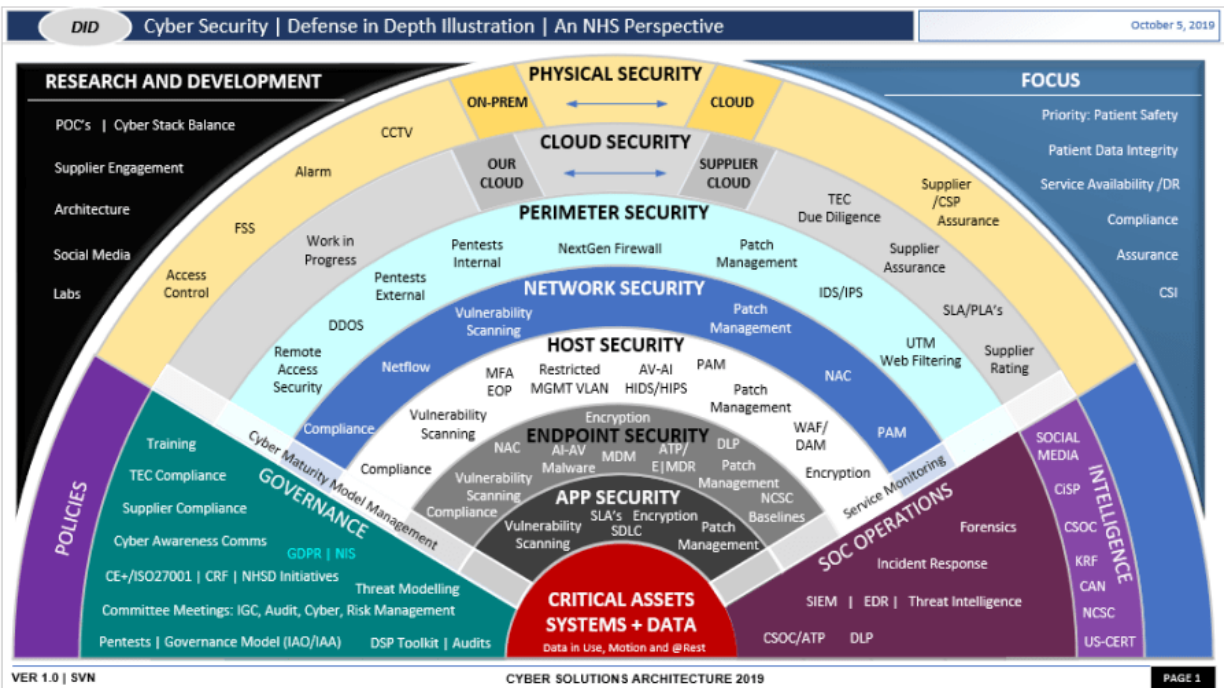 DID
Cyber Security | Defense in Depth Illustration | An NHS Perspective
October 5, 2019
RESEARCH AND DEVELOPMENT
POC's | Cyber Stack Balance
Supplier Engagement
Architecture
Social Media
Labs
FOCUS
Priority: Patient Safety
Patient Data Integrity
Service Availability /DR
Compliance
Assurance
CSI
PHYSICAL SECURITY
ON-PREM
CLOUD
CCTV
Alarm
FSS
Access
Control
Supplier
/CSP
Assurance
CLOUD SECURITY
OUR
CLOUD
SUPPLIER
CLOUD
Work in
Progress
TEC
Due Diligence
Supplier
Assurance
SLA/PLA's
Supplier
Rating
PERIMETER SECURITY
Pentests
Internal
NextGen Firewall
Patch
Management
Pentests
External
IDS/IPS
DDOS
Remote
Access
Security
UTM
Web Filtering
NETWORK SECURITY
Vulnerability
Scanning
Patch
Management
Netflow
NAC
Compliance
PAM
HOST SECURITY
MFA
EOP
Restricted
MGMT VLAN
AV-AI
HIDS/HIPS
PAM
Patch
Management
Vulnerability
Scanning
WAF/
DAM
Compliance
Encryption
Encryption
ENDPOINT SECURITY
NAC
AI-AV
Malware
MDM
ATP/
E|MDR
DLP
Patch
Management
Vulnerability
Scanning
Compliance
NCSC
Baselines
APP SECURITY
SLA's Encryption
SDLC
Vulnerability
Scanning
Patch
Management
CRITICAL ASSETS
SYSTEMS + DATA
Data in Use, Motion and @Rest
Cyber Maturity Model Management
Service Monitoring
POLICIES
GOVERNANCE
Training
TEC Compliance
Supplier Compliance
Cyber Awareness Comms
GDPR | NIS
CE+/ISO27001 | CRF | NHSD Initiatives
Threat Modelling
Committee Meetings: IGC, Audit, Cyber, Risk Management
Pentests | Governance Model (IAO/IAA)
DSP Toolkit | Audits
SOC OPERATIONS
Forensics
Incident Response
SIEM | EDR | Threat Intelligence
CSOC/ATP
DLP
INTELLIGENCE
SOCIAL
MEDIA
CiSP
CSOC
KRF
CAN
NCSC
US-CERT
VER 1.0 | SVN
CYBER SOLUTIONS ARCHITECTURE 2019
PAGE 1